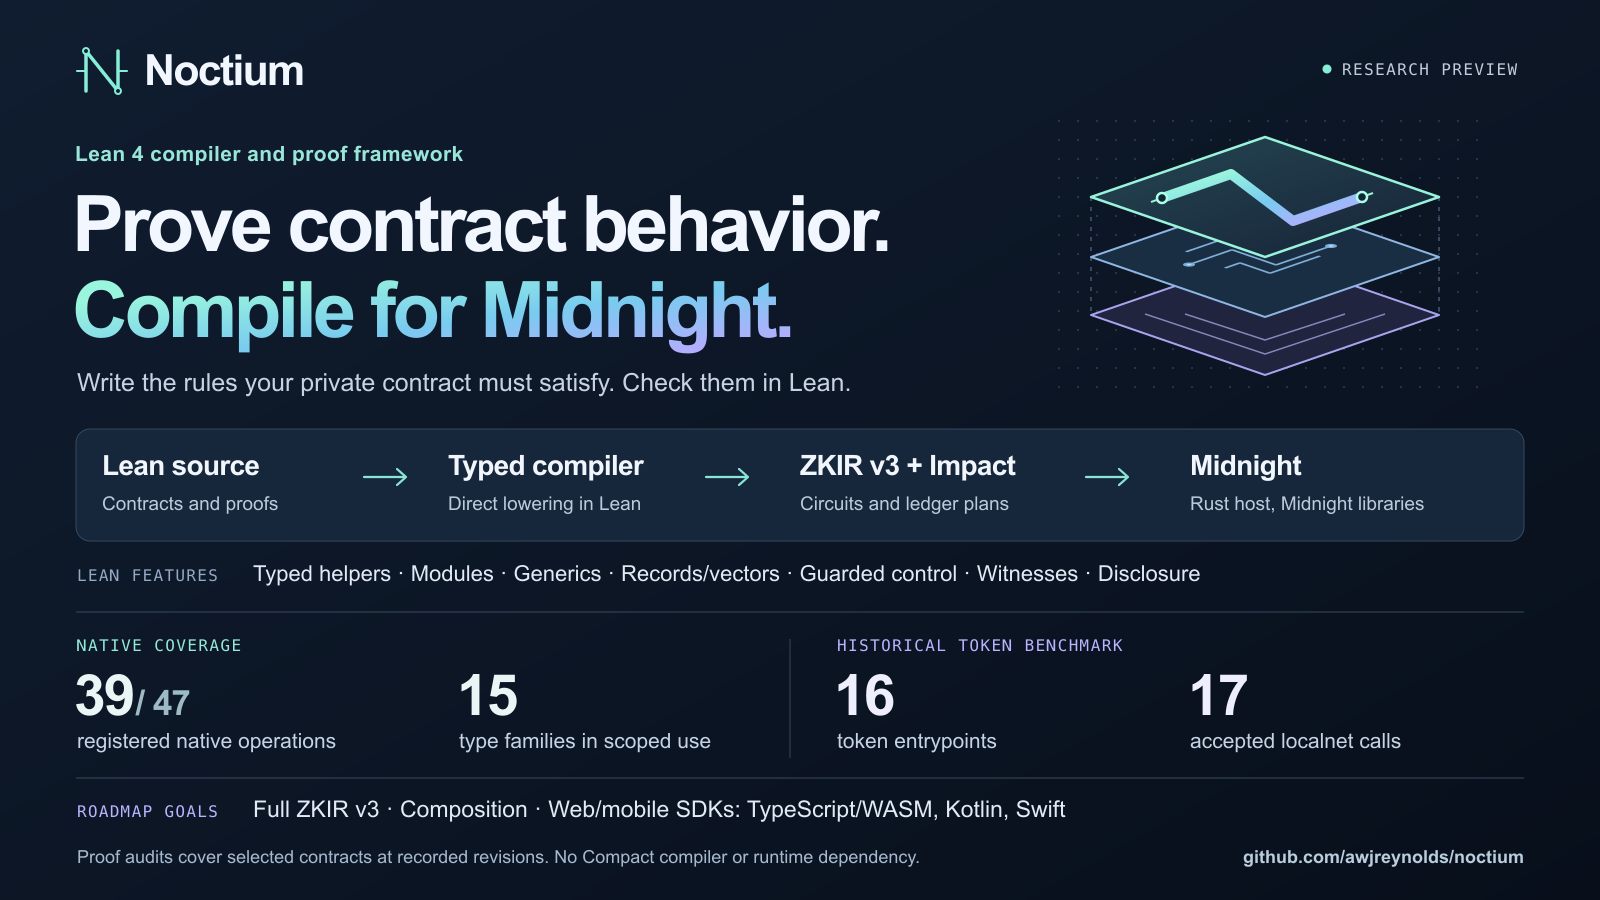 Noctium
RESEARCH PREVIEW
Lean 4 compiler and proof framework
Prove contract behavior.
Compile for Midnight.
Write the rules your private contract must satisfy. Check them in Lean.
Lean source
Contracts and proofs
Typed compiler
Direct lowering in Lean
ZKIR v3 + Impact
Circuits and ledger plans
Midnight
Rust host, Midnight libraries
LEAN FEATURES Typed helpers · Modules · Generics · Records/vectors · Guarded control · Witnesses · Disclosure
NATIVE COVERAGE
39/ 47
registered native operations
15
type families in scoped use
HISTORICAL TOKEN BENCHMARK
16
token entrypoints
17
accepted localnet calls
ROADMAP GOALS Full ZKIR v3 · Composition · Web/mobile SDKs: TypeScript/WASM, Kotlin, Swift
Proof audits cover selected contracts at recorded revisions. No Compact compiler or runtime dependency.
github.com/awjreynolds/noctium